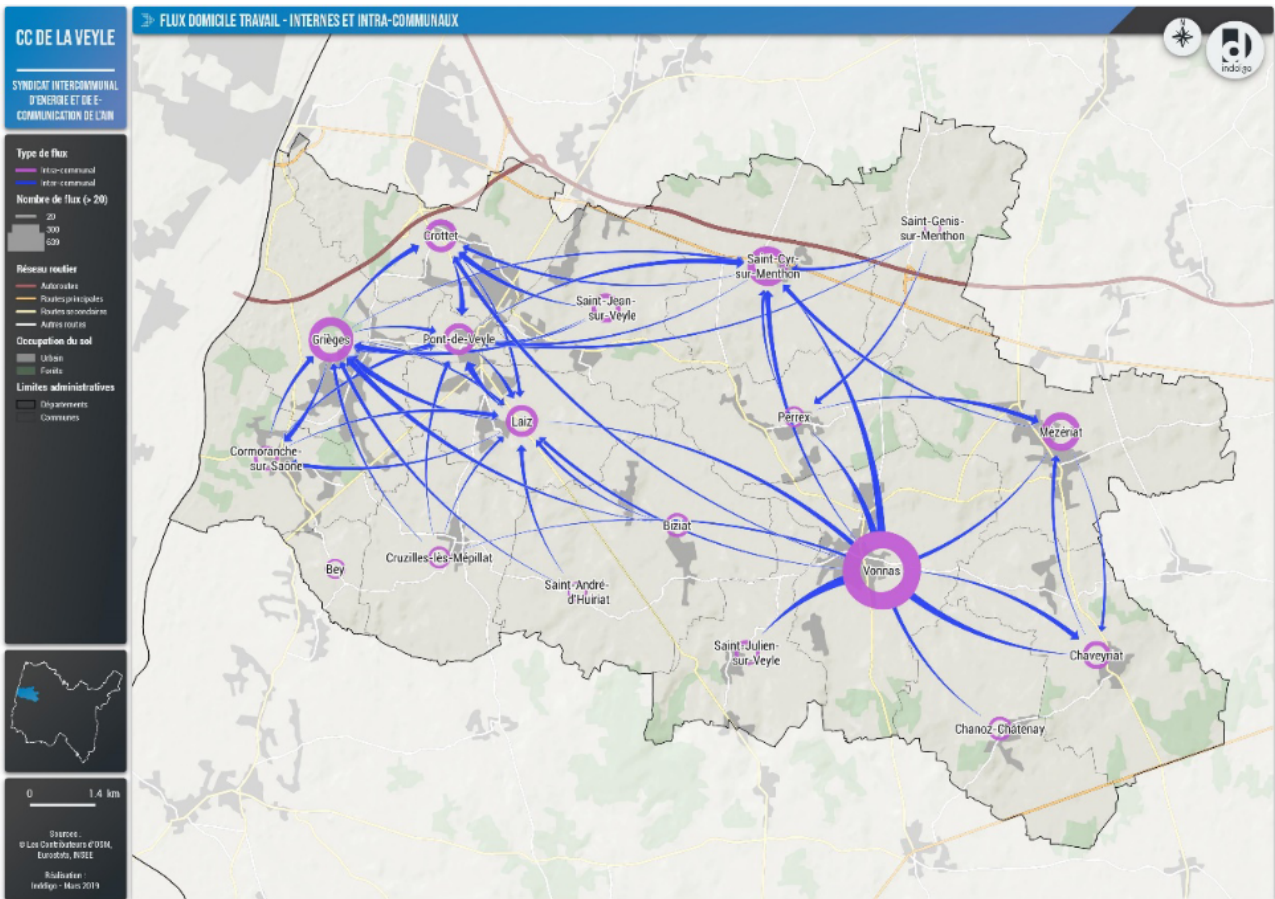 CC DE LA VEYLE
SYNDICAT INTERCOMMUNAL
D'ENERGIE ET DE E-
COMMUNICATION DE L'AIN
FLUX DOMICILE TRAVAIL - INTERNES ET INTRA-COMMUNAUX
N
indDigo
Type de flux
Intra-communal
Inter-communal
Nombre de flux (> 20)
20
300
639
Réseau routier
Autoroutes
Routes principales
Routes secondaires
Autres routes
Occupation du sol
Urbain
Forêts
Limites administratives
Départements
Communes
0 1.4 km
Sources :
© Les Contributeurs d'OSM,
Eurostats, INSEE
Réalisation :
Inddigo - Mars 2019
Crottet
Saint-Genis-
sur-Menthon
Saint-Cyr-
sur-Menthon
Saint-Jean-
sur-Veyle
Grièges
Pont-de-Veyle
Laiz
Perrex
Mézériat
Cormoranche-
sur-Saône
Biziat
Cruzilles-lès-Mépillat
Bey
Vonnas
Saint-André-
d'Huiriat
Saint-Julien-
sur-Veyle
Chaveyriat
Chanoz-Châtenay